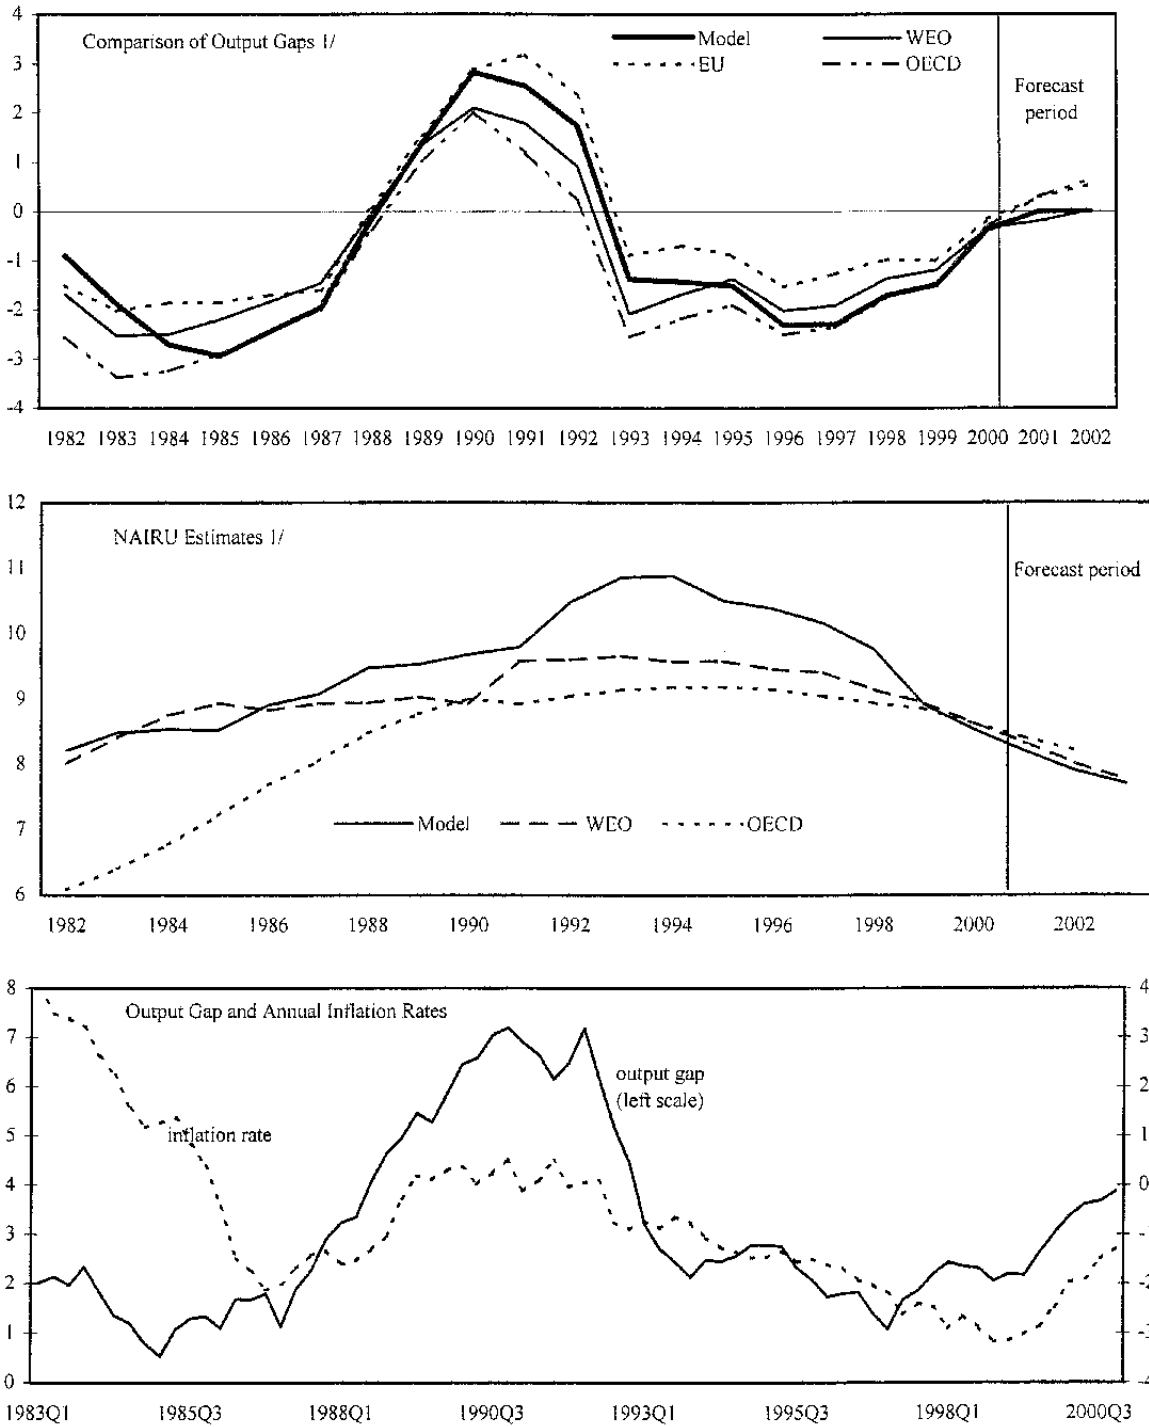 4
Comparison of Output Gaps 1/
Model
WEO
EU
OECD
3
Forecast
period
2
1
0
-1
-2
-3
-4
1982 1983 1984 1985 1986 1987 1988 1989 1990 1991 1992 1993 1994 1995 1996 1997 1998 1999 2000 2001 2002
12
NAIRU Estimates 1/
11
Forecast period
10
9
8
7
Model
WEO
OECD
6
1982 1984 1986 1988 1990 1992 1994 1996 1998 2000 2002
8
4
Output Gap and Annual Inflation Rates
7
3
output gap
(left scale)
6
2
inflation rate
5
1
4
0
3
-1
2
-2
1
-3
0
-4
1983Q1 1985Q3 1988Q1 1990Q3 1993Q1 1995Q3 1998Q1 2000Q3